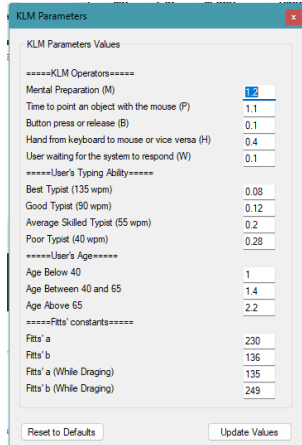 KLM Parameters x
KLM Parameters Values
=====KLM Operators=====
Mental Preparation (M) 1.2
Time to point an object with the mouse (P) 1.1
Button press or release (B) 0.1
Hand from keyboard to mouse or vice versa (H) 0.4
User waiting for the system to respond (W) 0.1
=====User's Typing Ability=====
Best Typist (135 wpm) 0.08
Good Typist (90 wpm) 0.12
Average Skilled Typist (55 wpm) 0.2
Poor Typist (40 wpm) 0.28
=====User's Age=====
Age Below 40 1
Age Between 40 and 65 1.4
Age Above 65 2.2
=====Fitts' constants=====
Fitts' a 230
Fitts' b 136
Fitts' a (While Draging) 135
Fitts' b (While Draging) 249
Reset to Defaults Update Values